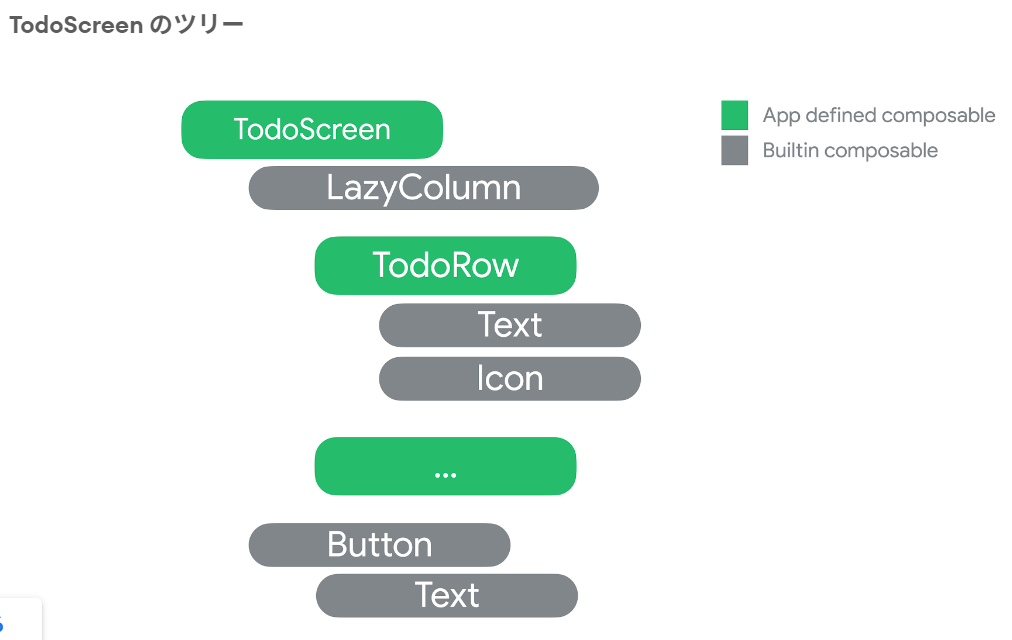 TodoScreen のツリー
TodoScreen
App defined composable
Builtin composable
LazyColumn
TodoRow
Text
Icon
...
Button
Text